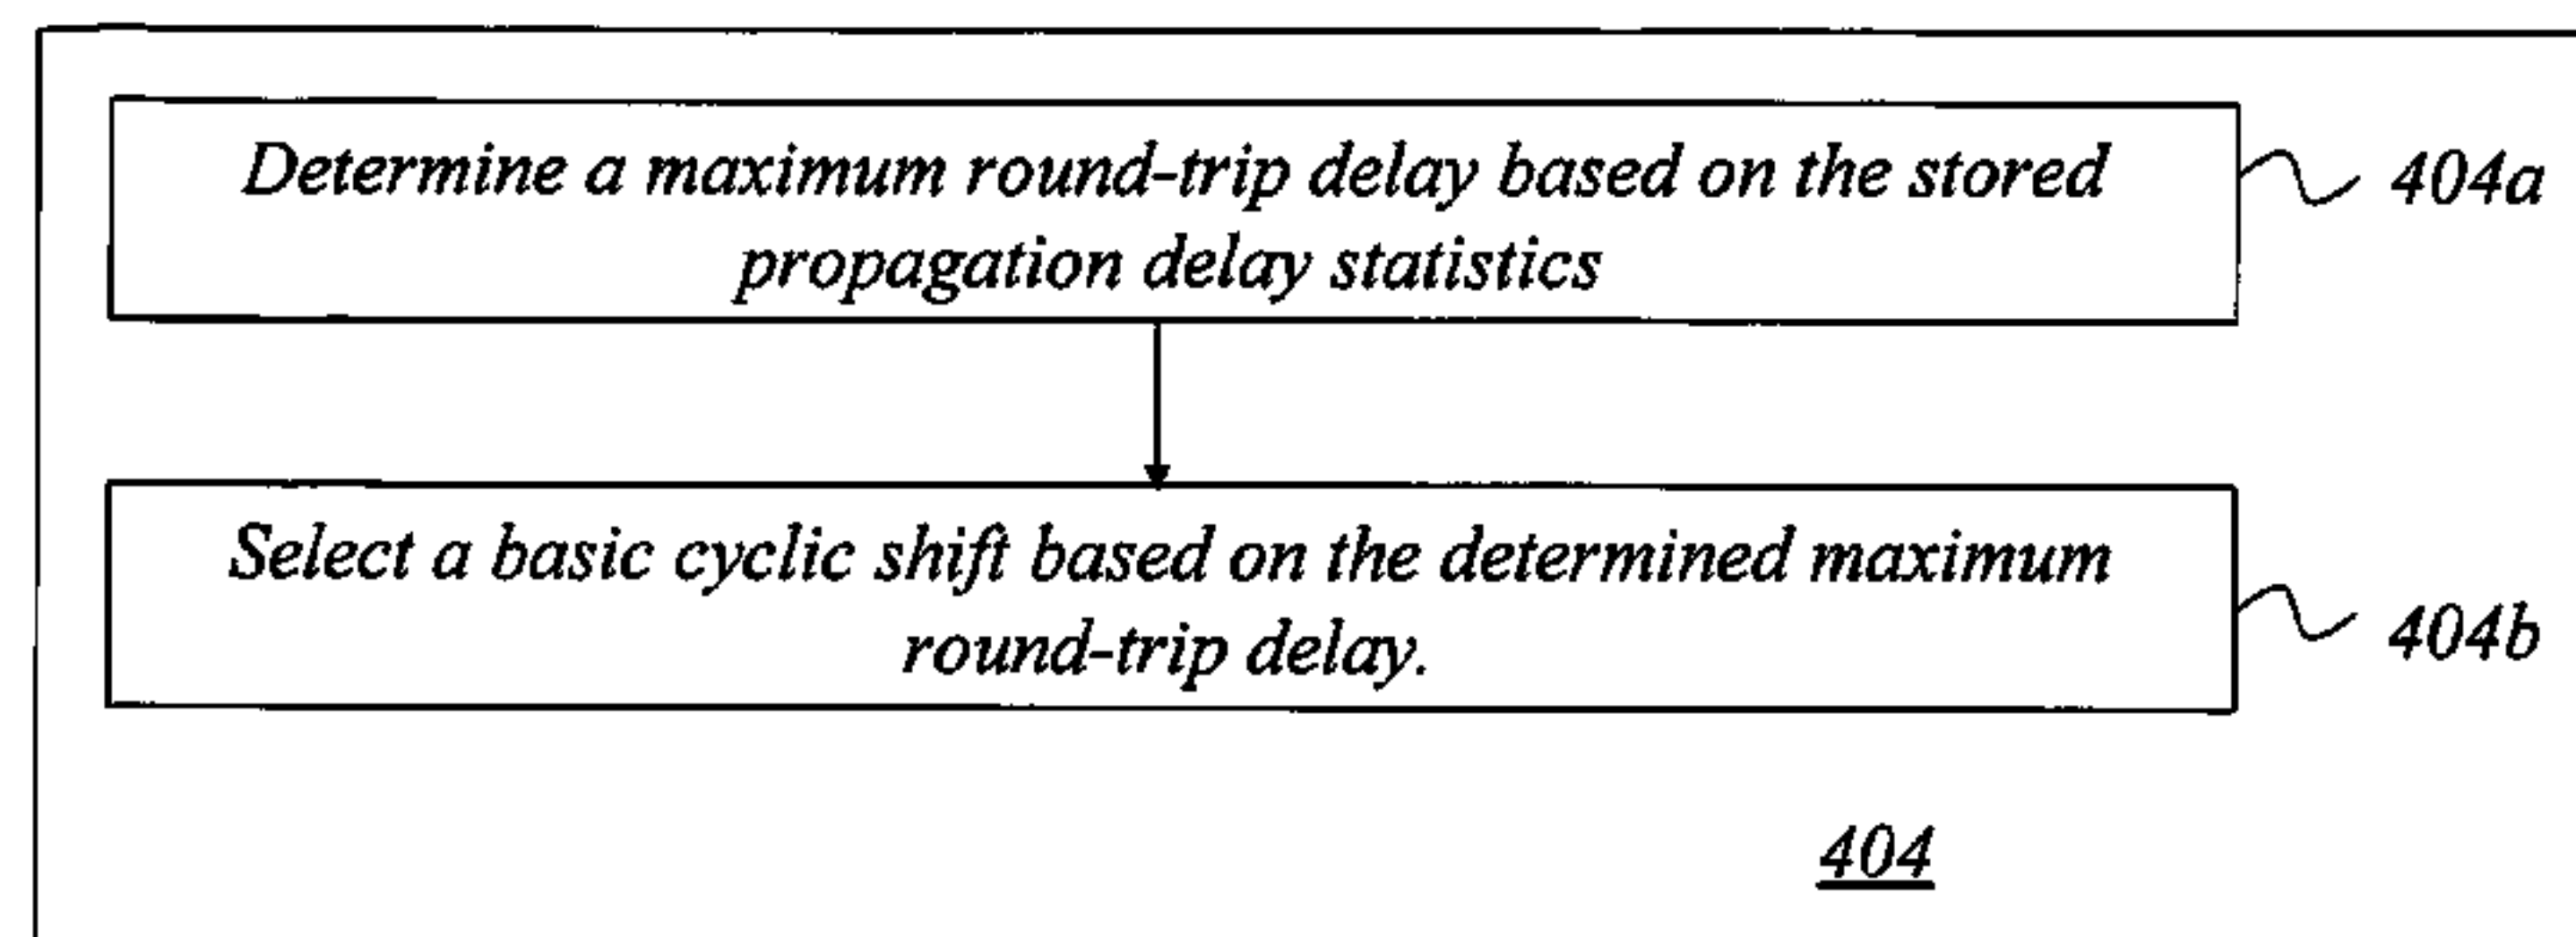 Determine a maximum round-trip delay based on the stored
propagation delay statistics
404a
Select a basic cyclic shift based on the determined maximum
round-trip delay.
404b
404